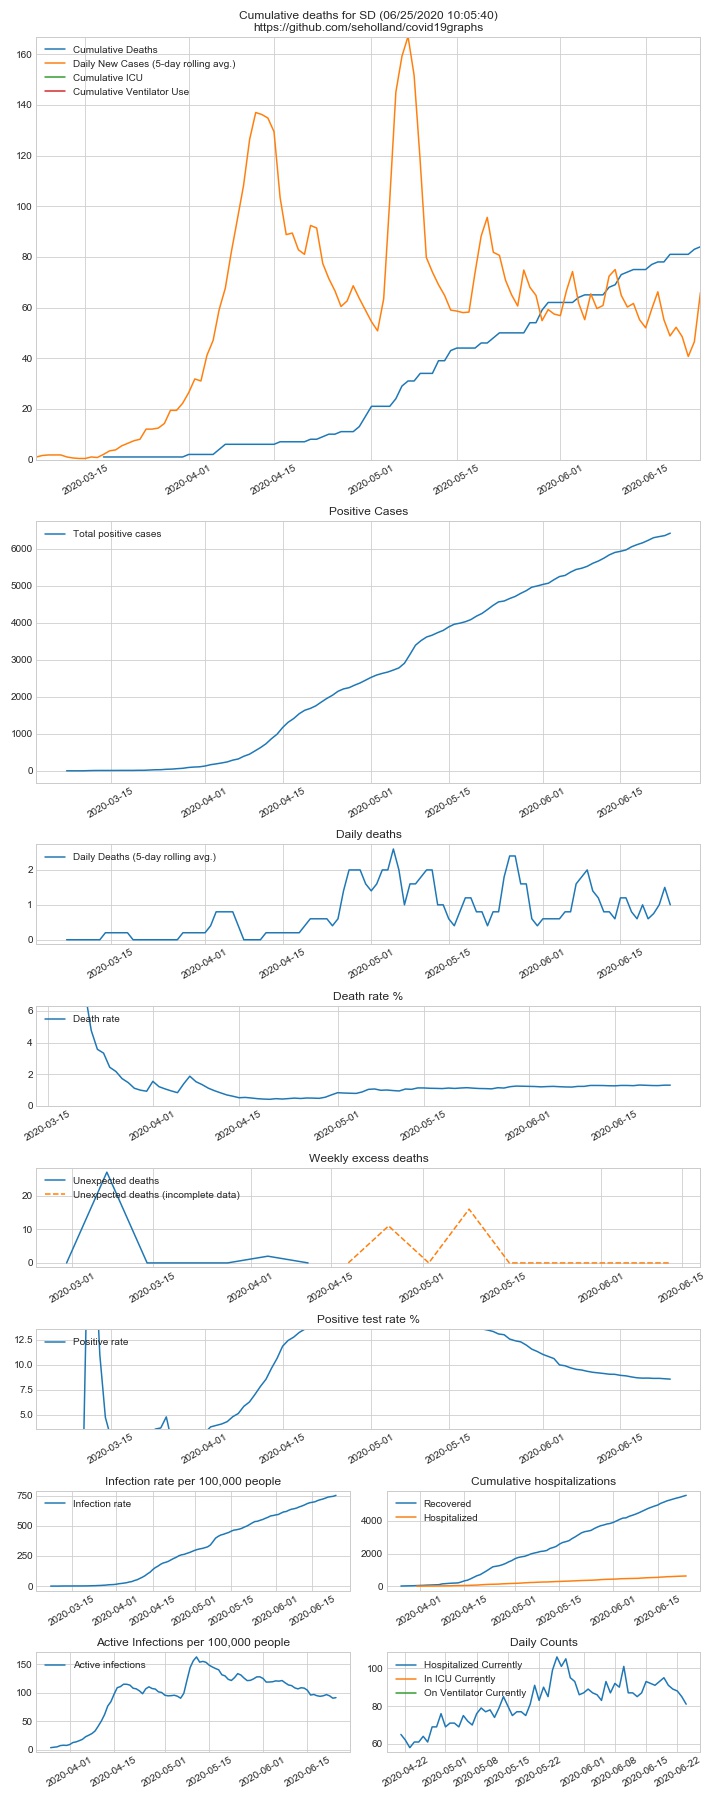 Cumulative deaths for SD (06/25/2020 10:05:40)
https://github.com/seholland/covid19graphs
Cumulative Deaths
Daily New Cases (5-day rolling avg.)
Cumulative ICU
Cumulative Ventilator Use
160
140
120
100
80
60
40
20
0
2020-03-15 2020-04-01 2020-04-15 2020-05-01 2020-05-15 2020-06-01 2020-06-15
Positive Cases
Total positive cases
6000
5000
4000
3000
2000
1000
0
2020-03-15 2020-04-01 2020-04-15 2020-05-01 2020-05-15 2020-06-01 2020-06-15
Daily deaths
Daily Deaths (5-day rolling avg.)
2
1
0
2020-03-15 2020-04-01 2020-04-15 2020-05-01 2020-05-15 2020-06-01 2020-06-15
Death rate %
Death rate
6
4
2
0
2020-03-15 2020-04-01 2020-04-15 2020-05-01 2020-05-15 2020-06-01 2020-06-15
Weekly excess deaths
Unexpected deaths
Unexpected deaths (incomplete data)
20
10
0
2020-03-01 2020-03-15 2020-04-01 2020-04-15 2020-05-01 2020-05-15 2020-06-01 2020-06-15
Positive test rate %
Positive rate
12.5
10.0
7.5
5.0
2020-03-15 2020-04-01 2020-04-15 2020-05-01 2020-05-15 2020-06-01 2020-06-15
Infection rate per 100,000 people
Infection rate
750
500
250
0
2020-03-15 2020-04-01 2020-04-15 2020-05-01 2020-05-15 2020-06-01 2020-06-15
Cumulative hospitalizations
Recovered
Hospitalized
4000
2000
0
2020-04-01 2020-04-15 2020-05-01 2020-05-15 2020-06-01 2020-06-15
Active Infections per 100,000 people
Active infections
150
100
50
0
2020-04-01 2020-04-15 2020-05-01 2020-05-15 2020-06-01 2020-06-15
Daily Counts
Hospitalized Currently
In ICU Currently
On Ventilator Currently
100
80
60
2020-04-22 2020-05-01 2020-05-08 2020-05-15 2020-05-22 2020-06-01 2020-06-08 2020-06-15 2020-06-22